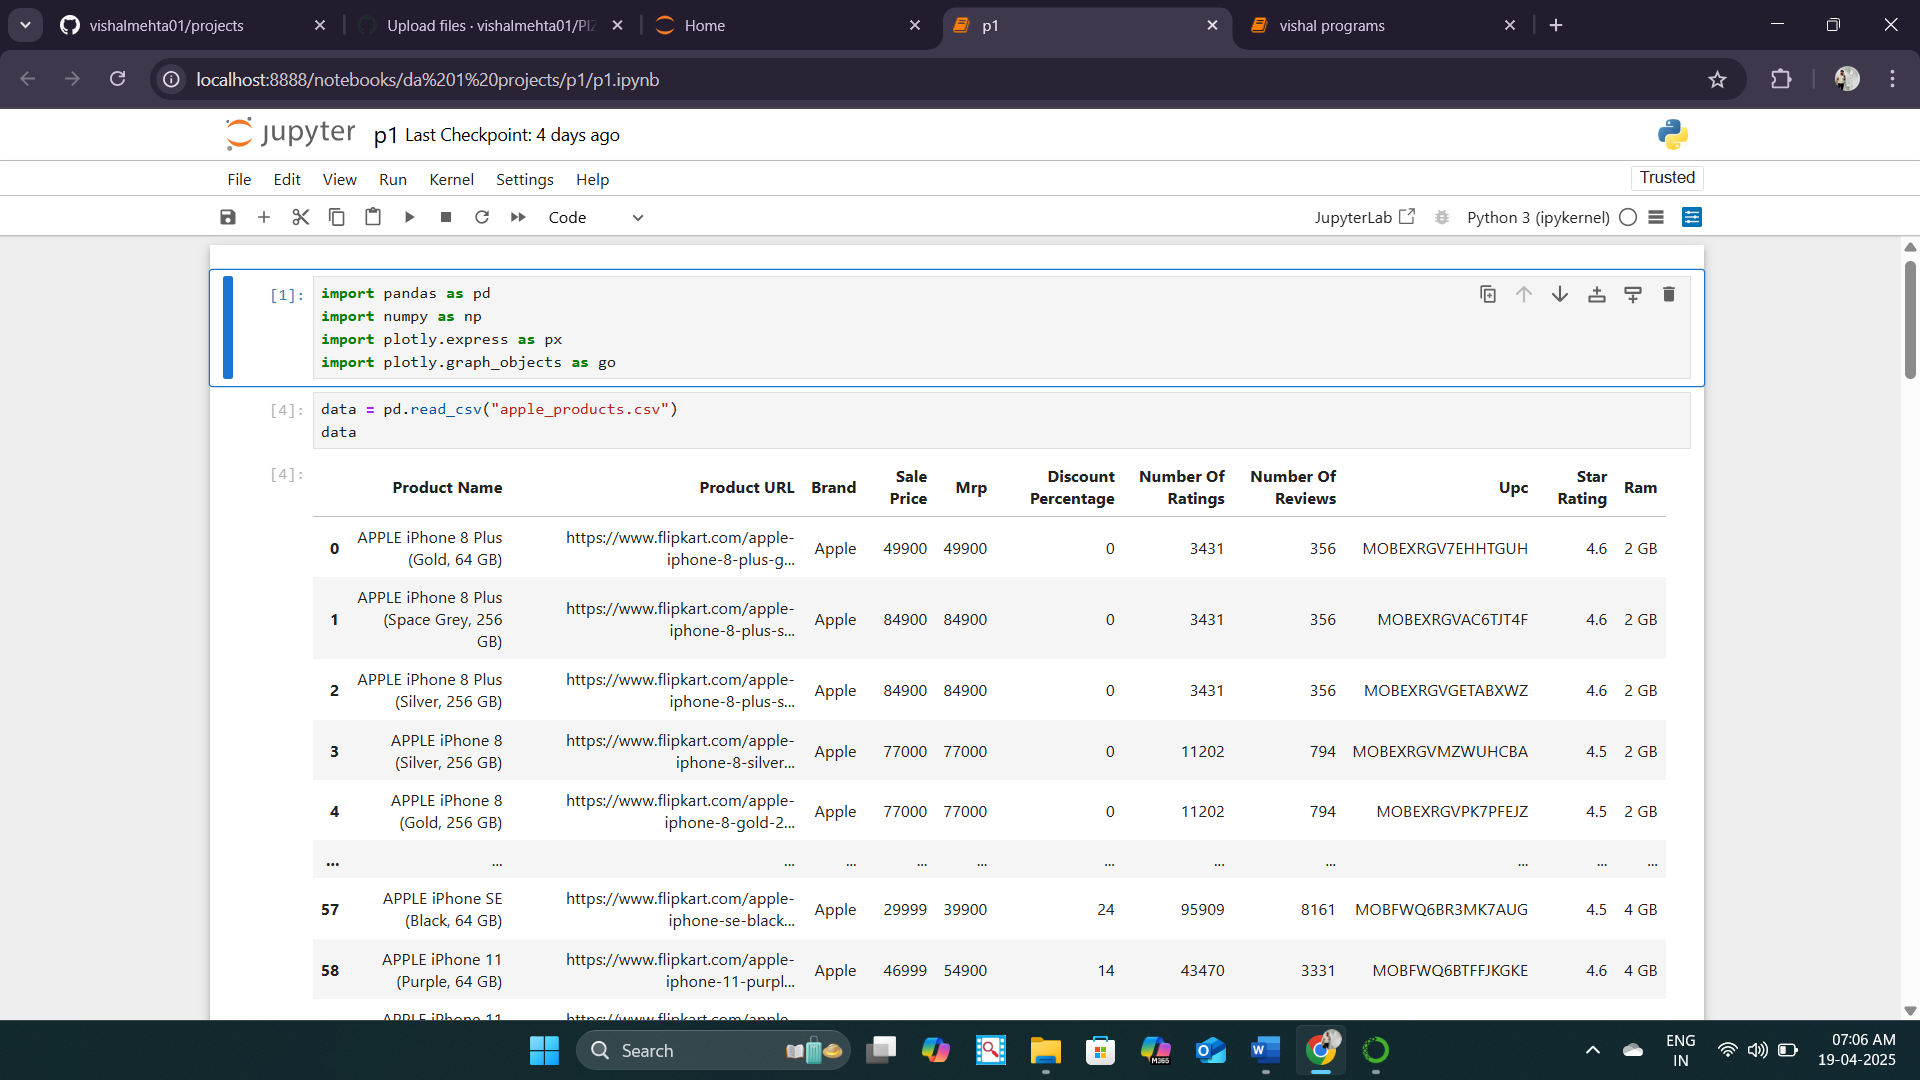 vishalmehta01/projects
Upload files · vishalmehta01/PIZ
Home
p1
vishal programs
localhost:8888/notebooks/da%201%20projects/p1/p1.ipynb
jupyter p1 Last Checkpoint: 4 days ago
File Edit View Run Kernel Settings Help Trusted
Code JupyterLab Python 3 (ipykernel)
[1]: import pandas as pd
import numpy as np
import plotly.express as px
import plotly.graph_objects as go
[4]: data = pd.read_csv("apple_products.csv")
data
[4]:
Product Name Product URL Brand Sale Price Mrp Discount Percentage Number Of Ratings Number Of Reviews Upc Star Rating Ram
0 APPLE iPhone 8 Plus (Gold, 64 GB) https://www.flipkart.com/apple-iphone-8-plus-g... Apple 49900 49900 0 3431 356 MOBEXRGV7EHHTGUH 4.6 2 GB
1 APPLE iPhone 8 Plus (Space Grey, 256 GB) https://www.flipkart.com/apple-iphone-8-plus-s... Apple 84900 84900 0 3431 356 MOBEXRGVAC6TJT4F 4.6 2 GB
2 APPLE iPhone 8 Plus (Silver, 256 GB) https://www.flipkart.com/apple-iphone-8-plus-s... Apple 84900 84900 0 3431 356 MOBEXRGVGETABXWZ 4.6 2 GB
3 APPLE iPhone 8 (Silver, 256 GB) https://www.flipkart.com/apple-iphone-8-silver... Apple 77000 77000 0 11202 794 MOBEXRGVMZWUHCBA 4.5 2 GB
4 APPLE iPhone 8 (Gold, 256 GB) https://www.flipkart.com/apple-iphone-8-gold-2... Apple 77000 77000 0 11202 794 MOBEXRGVPK7PFEJZ 4.5 2 GB
... ... ... ... ... ... ... ... ... ... ... ...
57 APPLE iPhone SE (Black, 64 GB) https://www.flipkart.com/apple-iphone-se-black... Apple 29999 39900 24 95909 8161 MOBFWQ6BR3MK7AUG 4.5 4 GB
58 APPLE iPhone 11 (Purple, 64 GB) https://www.flipkart.com/apple-iphone-11-purpl... Apple 46999 54900 14 43470 3331 MOBFWQ6BTFFJKGKE 4.6 4 GB
APPLE iPhone 11 https://www.flipkart.com/apple-
Search
M365
ENG
IN
07:06 AM
19-04-2025